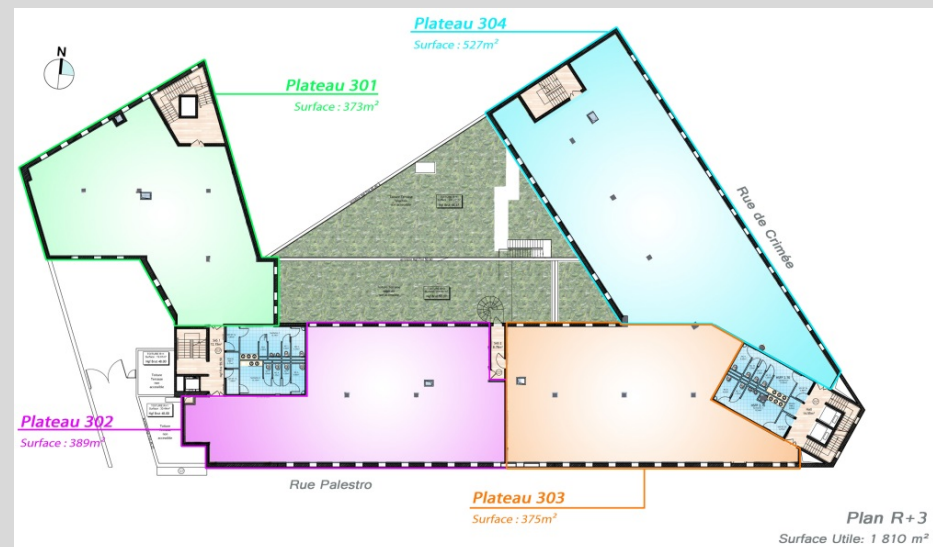 Plateau 304
Surface : 527m²
N
Plateau 301
Surface : 373m²
Rue de Crimée
Plateau 302
Surface : 389m²
Rue Palestro
Plateau 303
Surface : 375m²
Plan R+3
Surface Utile: 1 810 m²